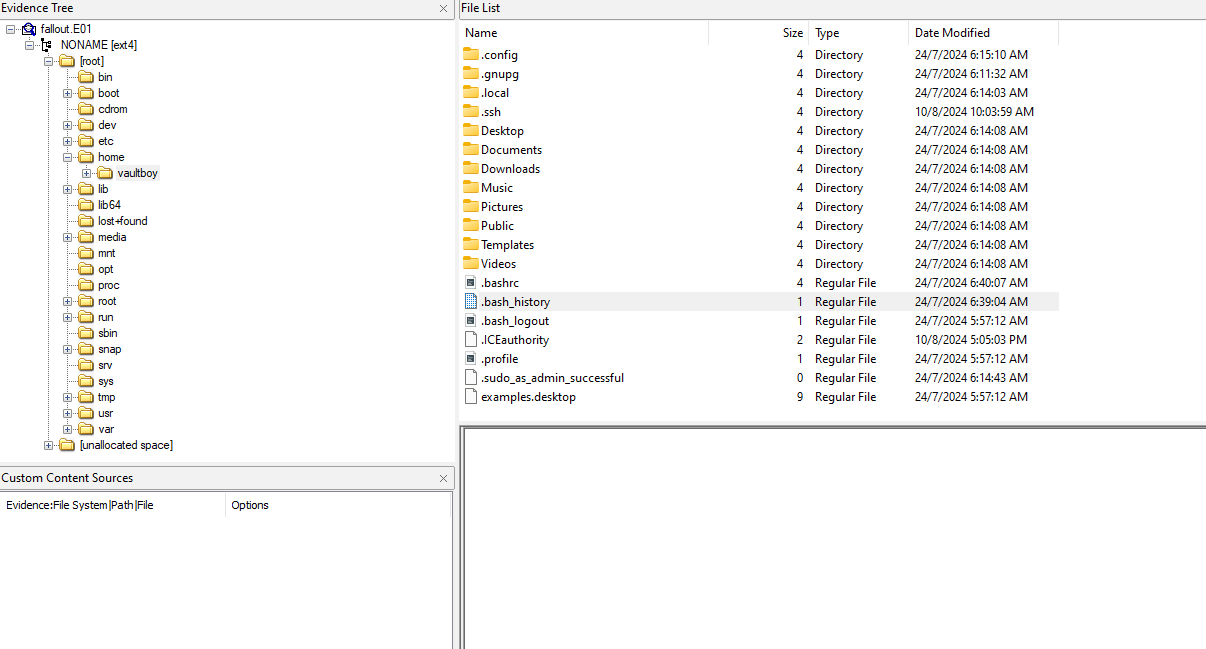 Evidence Tree
fallout.E01
NONAME [ext4]
[root]
bin
boot
cdrom
dev
etc
home
vaultboy
lib
lib64
lost+found
media
mnt
opt
proc
root
run
sbin
snap
srv
sys
tmp
usr
var
[unallocated space]
Custom Content Sources
Evidence:File System|Path|File Options
File List
Name Size Type Date Modified
.config 4 Directory 24/7/2024 6:15:10 AM
.gnupg 4 Directory 24/7/2024 6:11:32 AM
.local 4 Directory 24/7/2024 6:14:03 AM
.ssh 4 Directory 10/8/2024 10:03:59 AM
Desktop 4 Directory 24/7/2024 6:14:08 AM
Documents 4 Directory 24/7/2024 6:14:08 AM
Downloads 4 Directory 24/7/2024 6:14:08 AM
Music 4 Directory 24/7/2024 6:14:08 AM
Pictures 4 Directory 24/7/2024 6:14:08 AM
Public 4 Directory 24/7/2024 6:14:08 AM
Templates 4 Directory 24/7/2024 6:14:08 AM
Videos 4 Directory 24/7/2024 6:14:08 AM
.bashrc 4 Regular File 24/7/2024 6:40:07 AM
.bash_history 1 Regular File 24/7/2024 6:39:04 AM
.bash_logout 1 Regular File 24/7/2024 5:57:12 AM
.ICEauthority 2 Regular File 10/8/2024 5:05:03 PM
.profile 1 Regular File 24/7/2024 5:57:12 AM
.sudo_as_admin_successful 0 Regular File 24/7/2024 6:14:43 AM
examples.desktop 9 Regular File 24/7/2024 5:57:12 AM